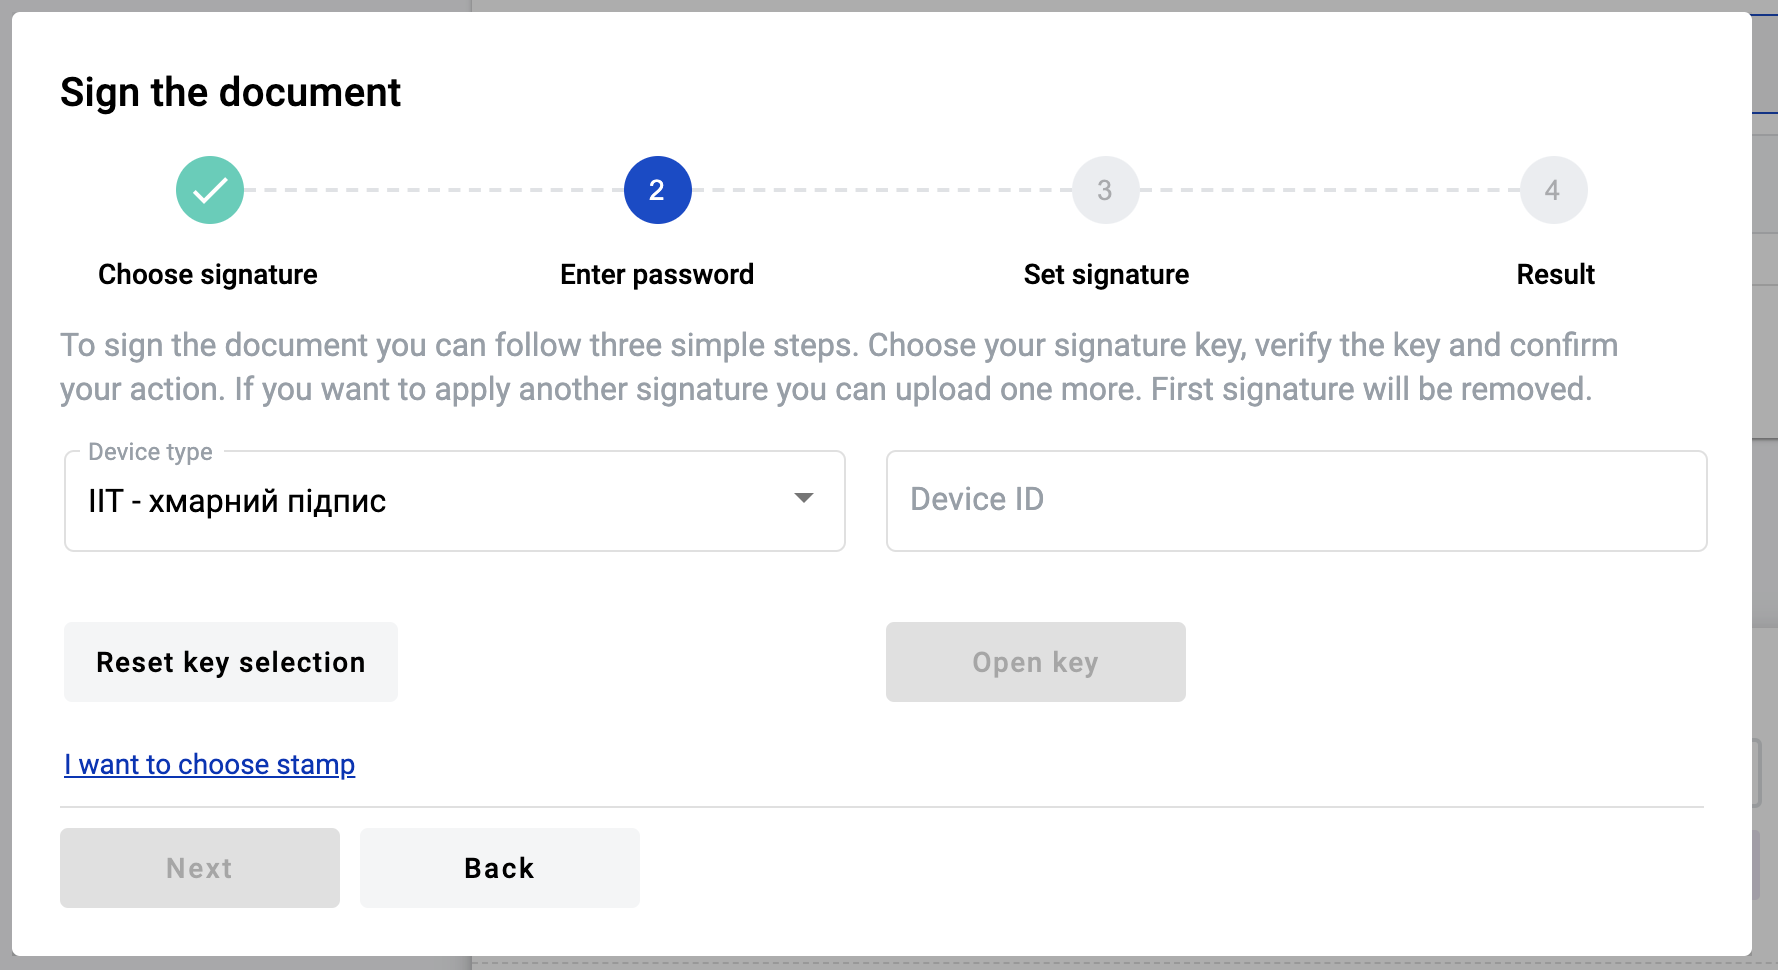 Sign the document
2
3
4
Choose signature
Enter password
Set signature
Result
To sign the document you can follow three simple steps. Choose your signature key, verify the key and confirm
your action. If you want to apply another signature you can upload one more. First signature will be removed.
Device type
ІІТ - хмарний підпис
Device ID
Reset key selection
Open key
I want to choose stamp
Next
Back